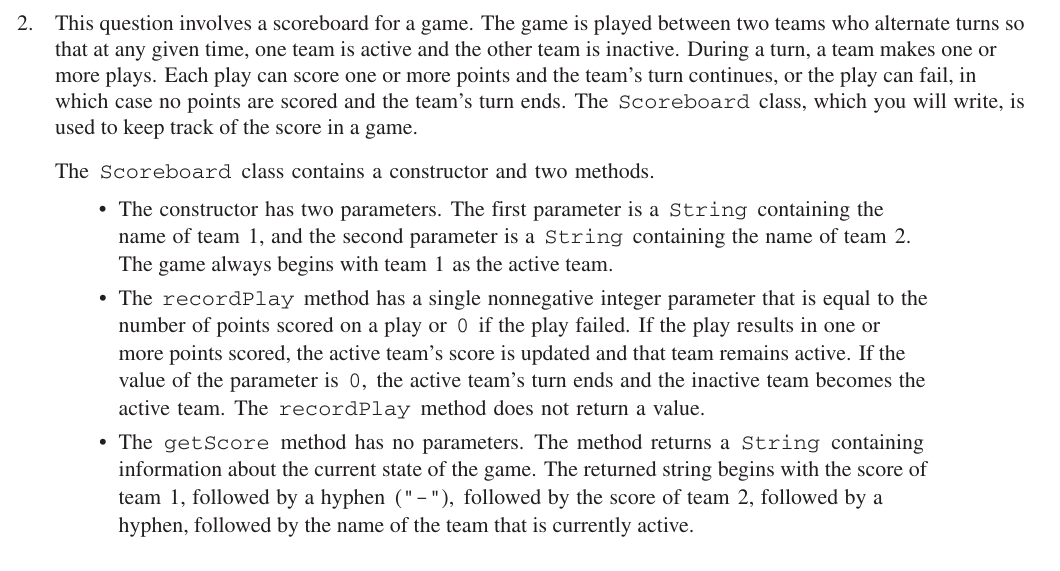 2. This question involves a scoreboard for a game. The game is played between two teams who alternate turns so
that at any given time, one team is active and the other team is inactive. During a turn, a team makes one or
more plays. Each play can score one or more points and the team's turn continues, or the play can fail, in
which case no points are scored and the team's turn ends. The Scoreboard class, which you will write, is
used to keep track of the score in a game.
The Scoreboard class contains a constructor and two methods.
• The constructor has two parameters. The first parameter is a String containing the
name of team 1, and the second parameter is a String containing the name of team 2.
The game always begins with team 1 as the active team.
• The recordPlay method has a single nonnegative integer parameter that is equal to the
number of points scored on a play or 0 if the play failed. If the play results in one or
more points scored, the active team's score is updated and that team remains active. If the
value of the parameter is 0, the active team's turn ends and the inactive team becomes the
active team. The recordPlay method does not return a value.
• The getScore method has no parameters. The method returns a String containing
information about the current state of the game. The returned string begins with the score of
team 1, followed by a hyphen ("-"), followed by the score of team 2, followed by a
hyphen, followed by the name of the team that is currently active.